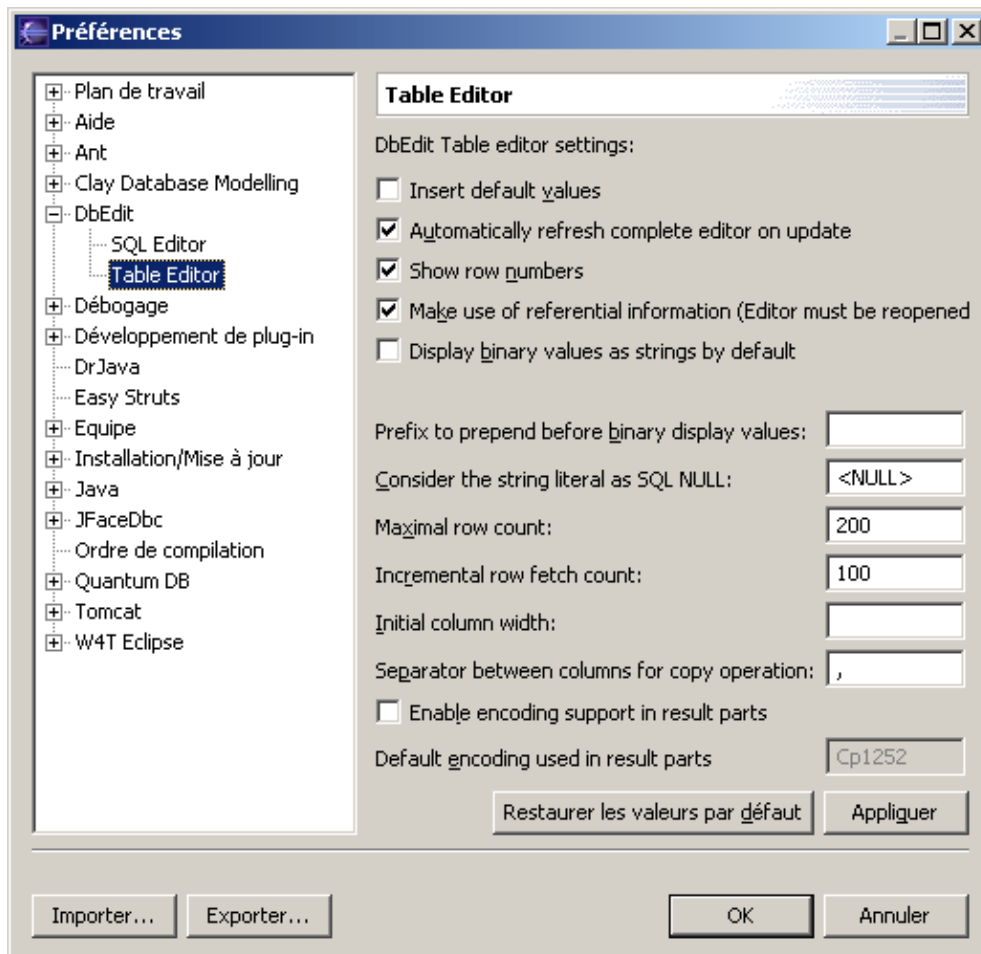 Préférences
Plan de travail
Aide
Ant
Clay Database Modelling
DbEdit
SQL Editor
Table Editor
Débogage
Développement de plug-in
DrJava
Easy Struts
Equipe
Installation/Mise à jour
Java
JFaceDbc
Ordre de compilation
Quantum DB
Tomcat
W4T Eclipse
Table Editor
DbEdit Table editor settings:
Insert default values
Automatically refresh complete editor on update
Show row numbers
Make use of referential information (Editor must be reopened
Display binary values as strings by default
Prefix to prepend before binary display values:
Consider the string literal as SQL NULL: <NULL>
Maximal row count: 200
Incremental row fetch count: 100
Initial column width:
Separator between columns for copy operation: ,
Enable encoding support in result parts
Default encoding used in result parts Cp1252
Restaurer les valeurs par défaut Appliquer
Importer... Exporter... OK Annuler